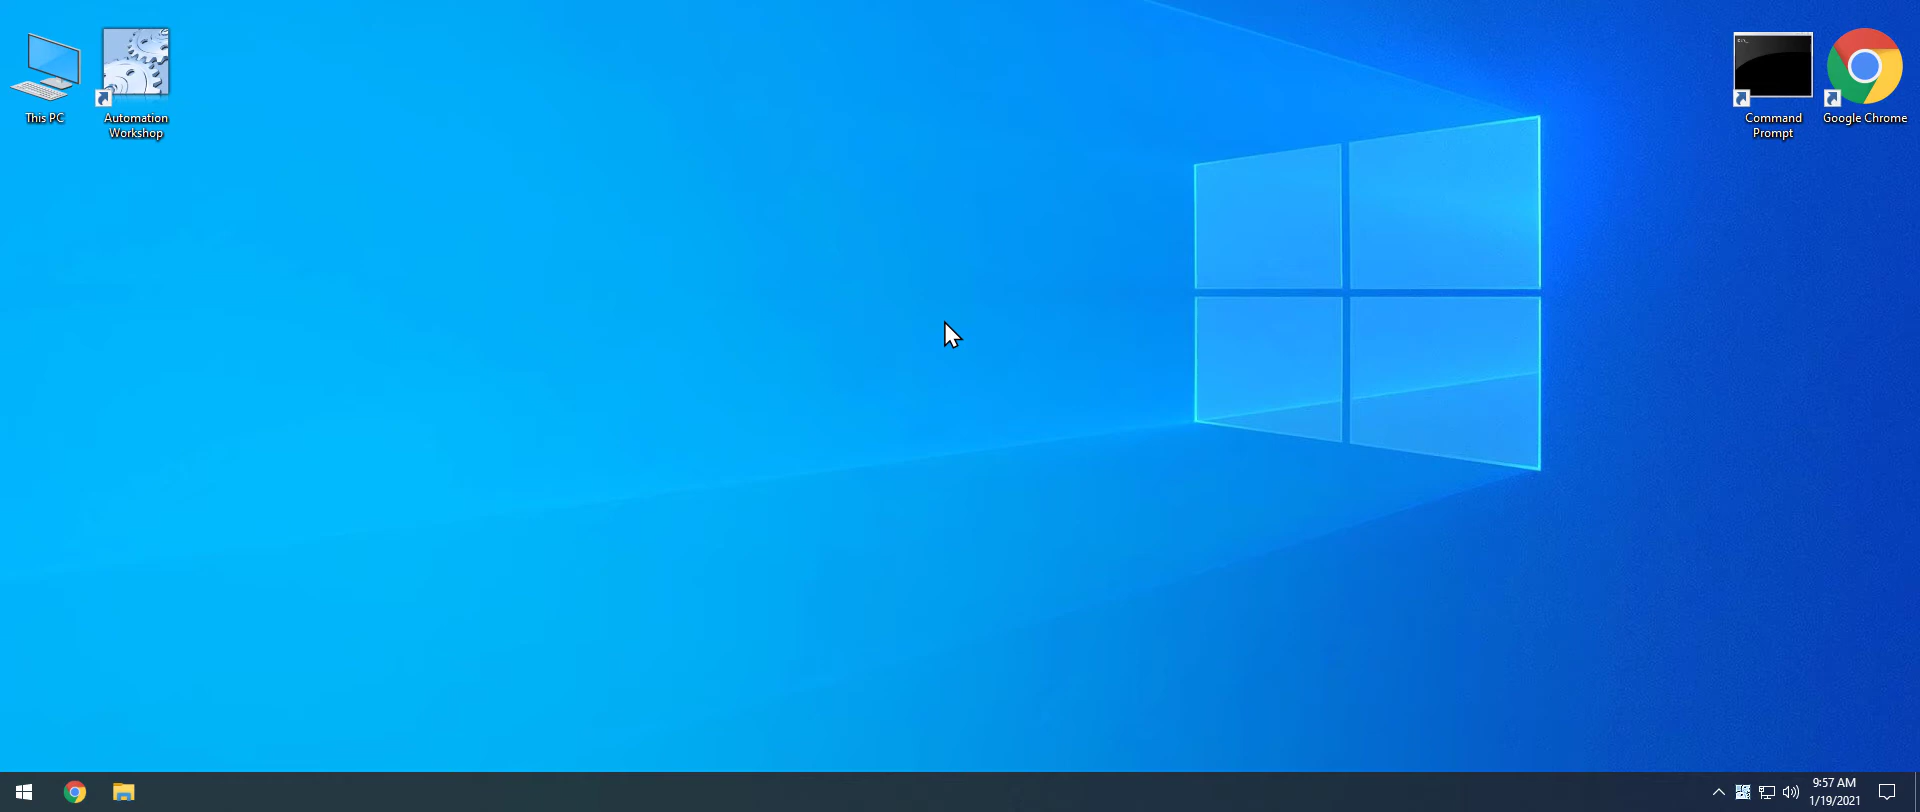 This PC
Automation
Workshop
Command
Prompt
Google Chrome
9:57 AM
1/19/2021